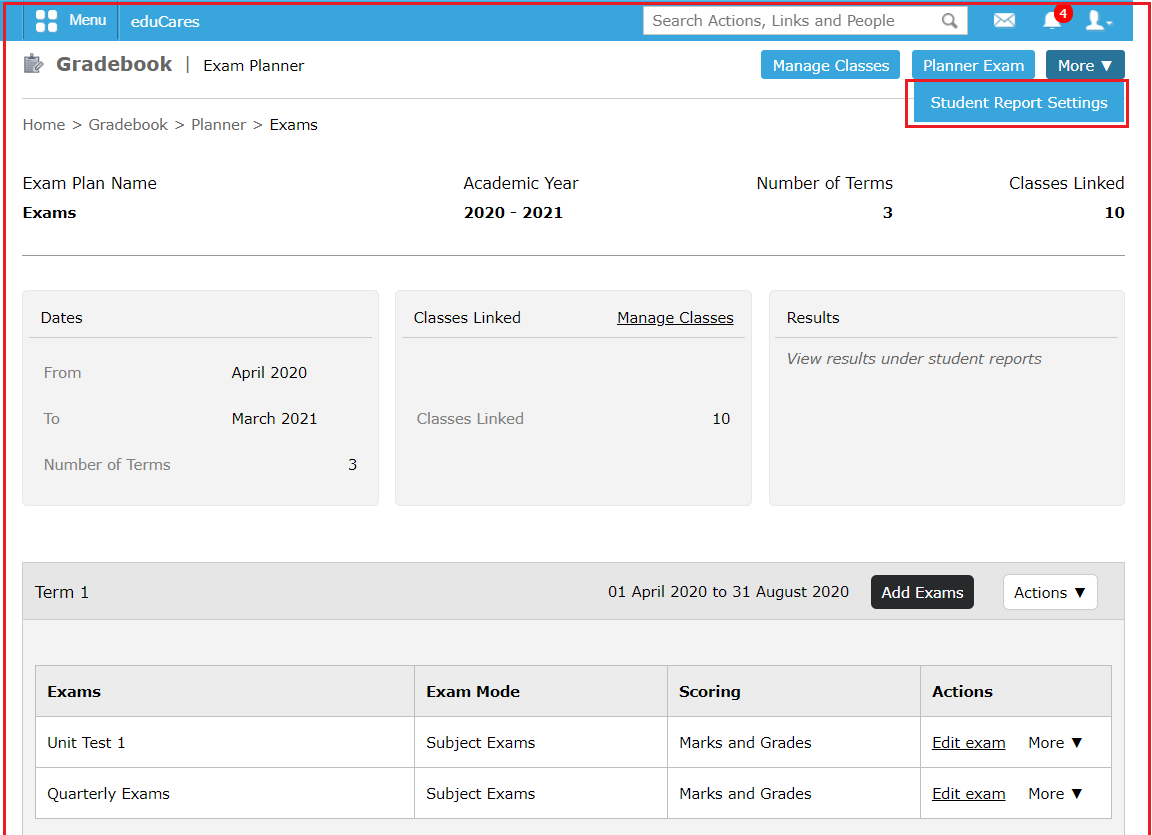 Menu eduCares Search Actions, Links and People 4
Gradebook | Exam Planner Manage Classes Planner Exam More ▼
Student Report Settings
Home > Gradebook > Planner > Exams
Exam Plan Name Academic Year Number of Terms Classes Linked
Exams 2020 - 2021 3 10
Dates Classes Linked Manage Classes Results
View results under student reports
From April 2020
To March 2021 Classes Linked 10
Number of Terms 3
Term 1 01 April 2020 to 31 August 2020 Add Exams Actions ▼
Exams Exam Mode Scoring Actions
Unit Test 1 Subject Exams Marks and Grades Edit exam More ▼
Quarterly Exams Subject Exams Marks and Grades Edit exam More ▼